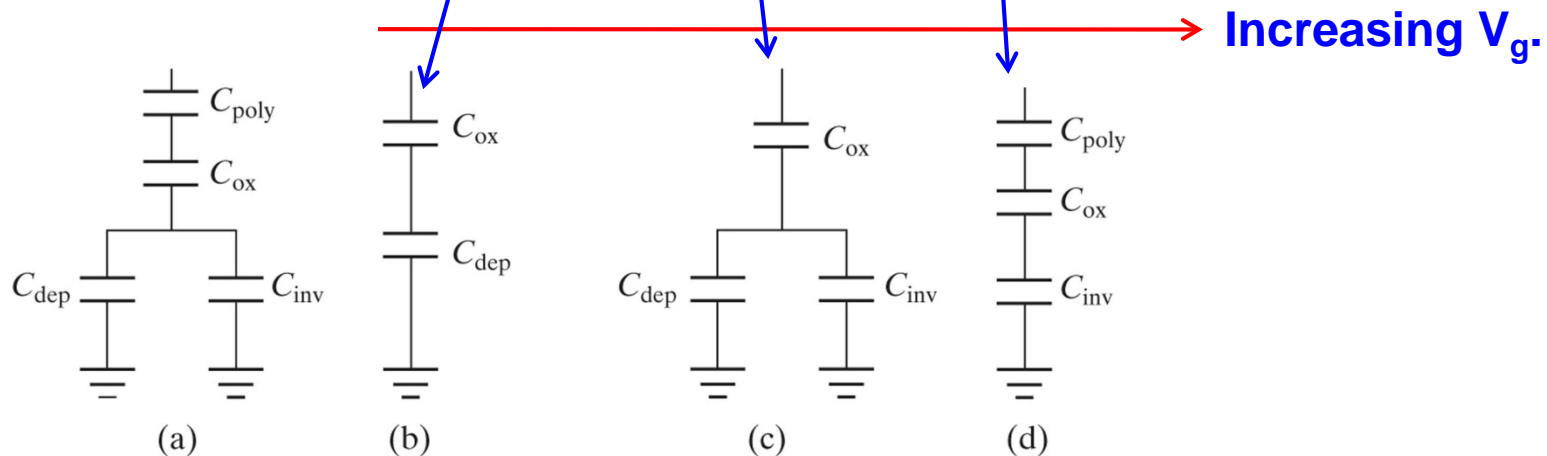 Increasing Vg.
Cpoly
Cox
Cdep
Cinv
(a)
Cox
Cdep
(b)
Cox
Cdep
Cinv
(c)
Cpoly
Cox
Cinv
(d)